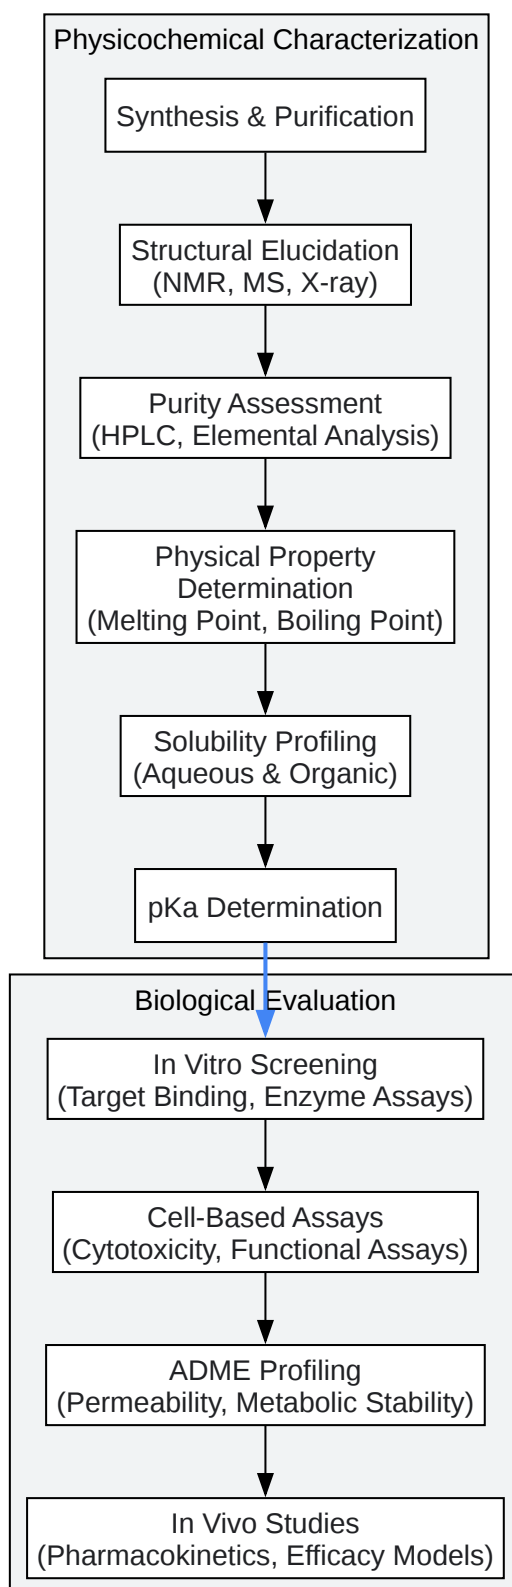 Physicochemical Characterization
Synthesis & Purification
Structural Elucidation
(NMR, MS, X-ray)
Purity Assessment
(HPLC, Elemental Analysis)
Physical Property
Determination
(Melting Point, Boiling Point)
Solubility Profiling
(Aqueous & Organic)
pKa Determination
Biological Evaluation
In Vitro Screening
(Target Binding, Enzyme Assays)
Cell-Based Assays
(Cytotoxicity, Functional Assays)
ADME Profiling
(Permeability, Metabolic Stability)
In Vivo Studies
(Pharmacokinetics, Efficacy Models)